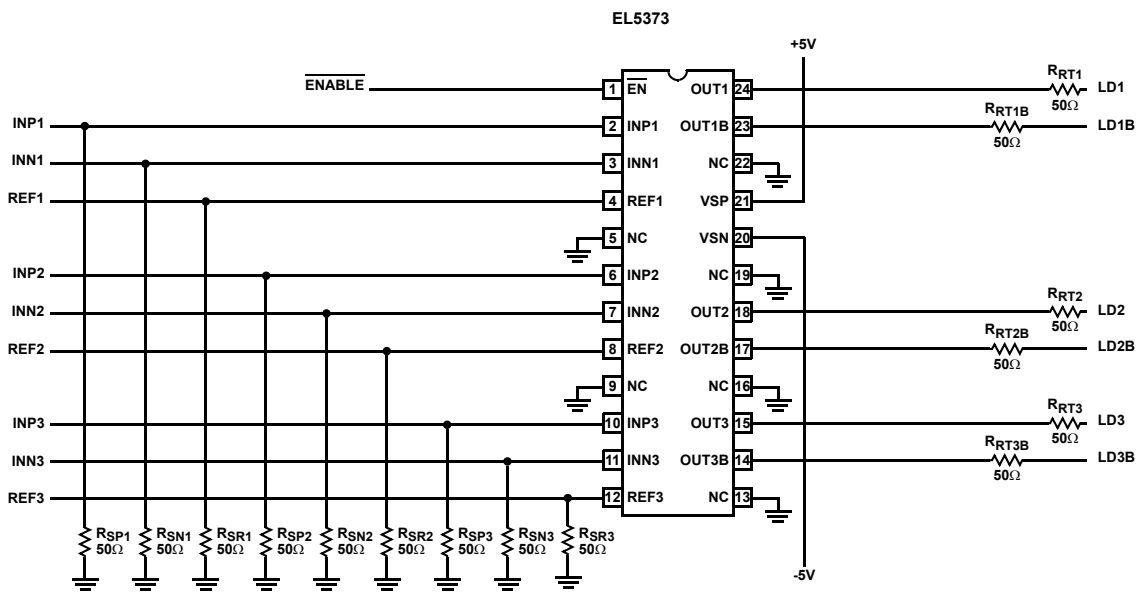 EL5373
+5V
ENABLE
1 EN OUT1 24
RRT1
50Ω
LD1
INP1
2 INP1 OUT1B 23
RRT1B
50Ω
LD1B
INN1
3 INN1 NC 22
REF1
4 REF1 VSP 21
5 NC VSN 20
INP2
6 INP2 NC 19
INN2
7 INN2 OUT2 18
RRT2
50Ω
LD2
REF2
8 REF2 OUT2B 17
RRT2B
50Ω
LD2B
9 NC NC 16
INP3
10 INP3 OUT3 15
RRT3
50Ω
LD3
INN3
11 INN3 OUT3B 14
RRT3B
50Ω
LD3B
REF3
12 REF3 NC 13
RSP1 RSN1 RSR1 RSP2 RSN2 RSR2 RSP3 RSN3 RSR3
50Ω 50Ω 50Ω 50Ω 50Ω 50Ω 50Ω 50Ω 50Ω
-5V